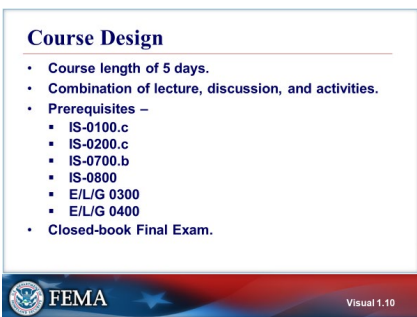 Course Design
• Course length of 5 days.
• Combination of lecture, discussion, and activities.
• Prerequisites –
▪ IS-0100.c
▪ IS-0200.c
▪ IS-0700.b
▪ IS-0800
▪ E/L/G 0300
▪ E/L/G 0400
• Closed-book Final Exam.
FEMA
Visual 1.10